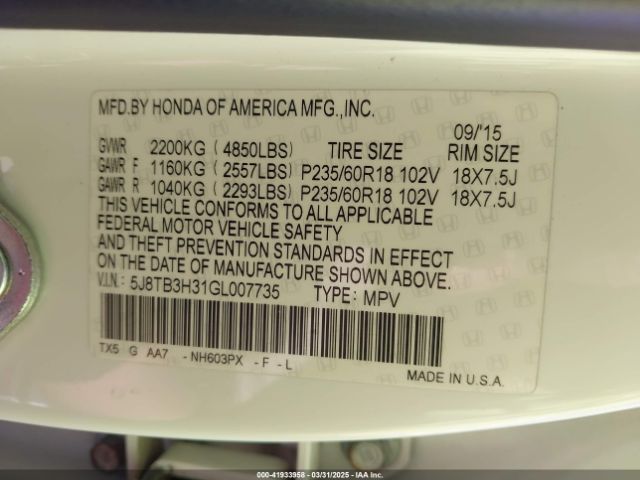 MFD.BY HONDA OF AMERICA MFG.,INC.
09/'15
GVWR 2200KG ( 4850LBS) TIRE SIZE RIM SIZE
GAWR F 1160KG ( 2557LBS) P235/60R18 102V 18X7.5J
GAWR R 1040KG ( 2293LBS) P235/60R18 102V 18X7.5J
THIS VEHICLE CONFORMS TO ALL APPLICABLE
FEDERAL MOTOR VEHICLE SAFETY
AND THEFT PREVENTION STANDARDS IN EFFECT
ON THE DATE OF MANUFACTURE SHOWN ABOVE.
V.I.N.: 5J8TB3H31GL007735 TYPE: MPV
TX5 G AA7 -NH603PX -F -L
MADE IN U.S.A.
000-41933958 - 03/31/2025 - IAA Inc.